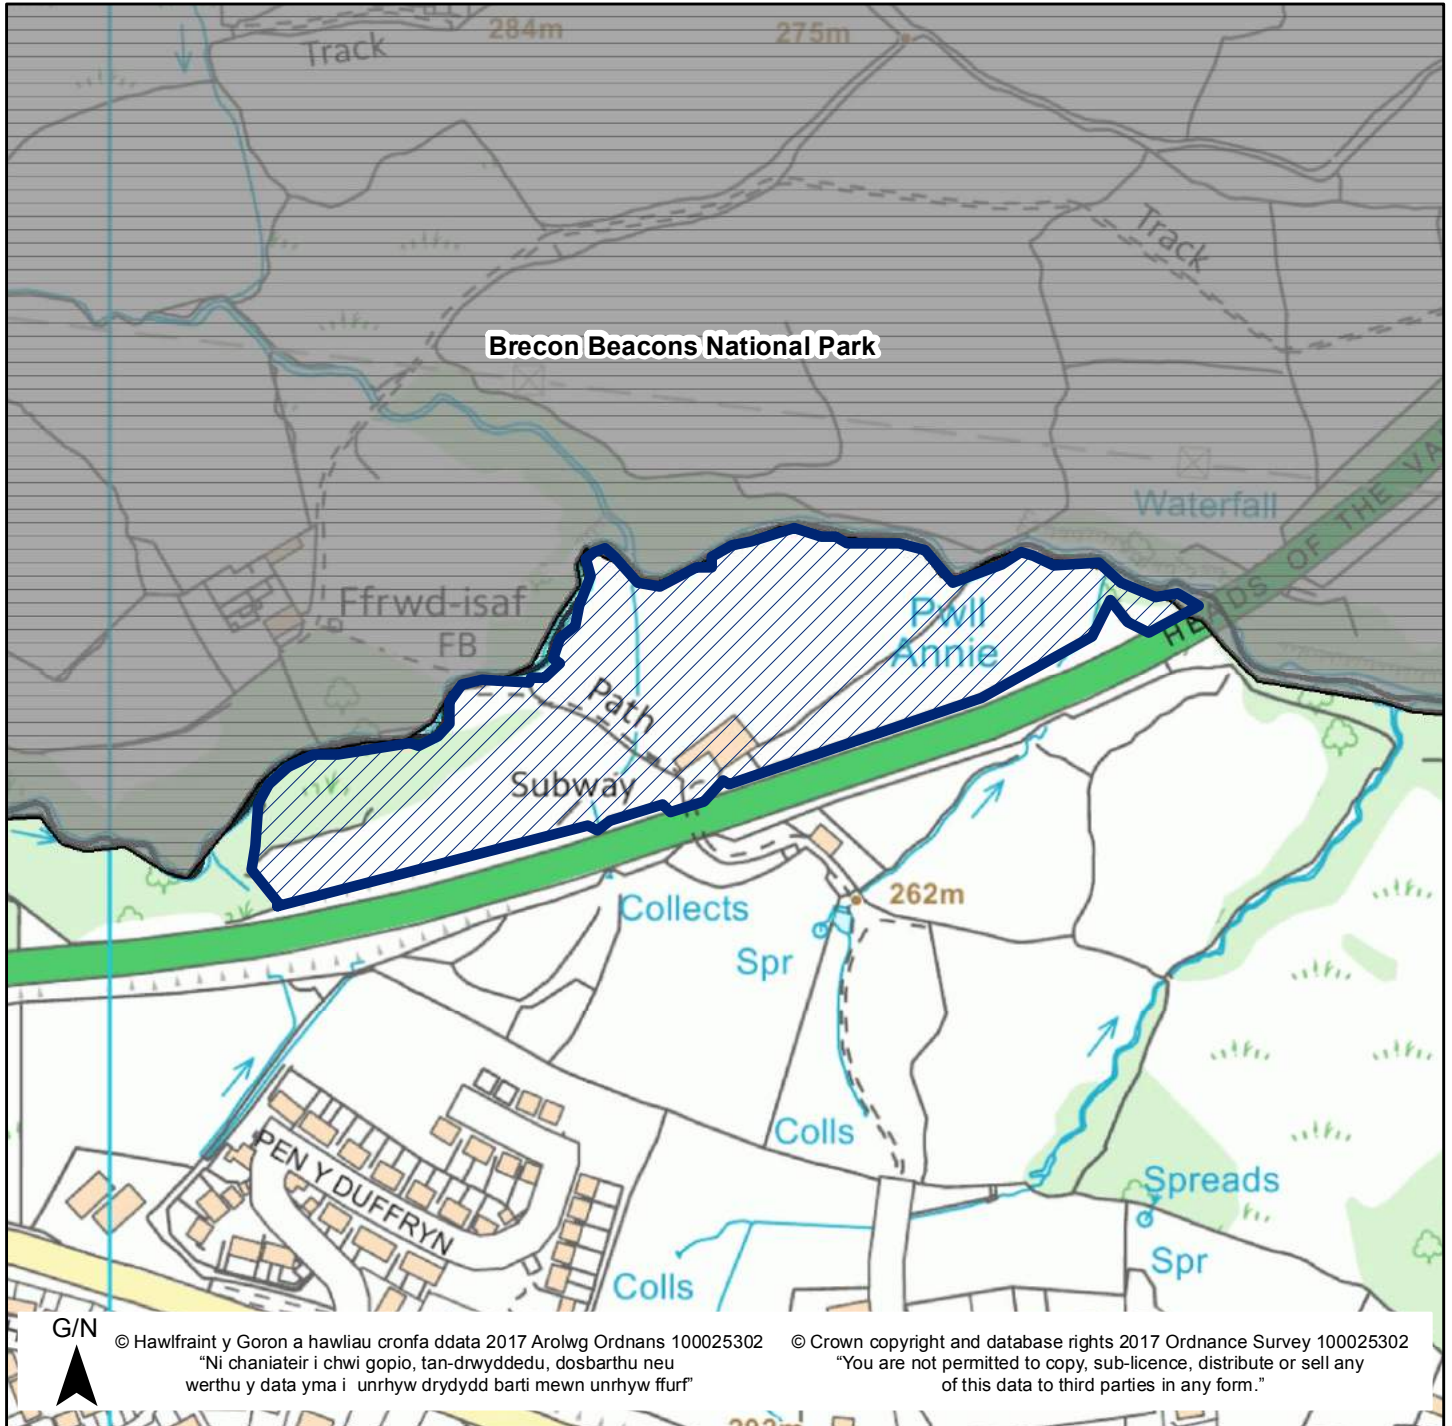 284m
275m
Track
Track
Brecon Beacons National Park
Waterfall
HEADS OF THE VA
Ffrwd-isaf
FB
Pwll
Annie
Path
Subway
262m
Collects
Spr
Colls
PEN Y DUFFRYN
Spreads
Spr
Colls
G/N
© Hawlfraint y Goron a hawliau cronfa ddata 2017 Arolwg Ordnans 100025302
“Ni chaniateir i chwi gopio, tan-drwyddedu, dosbarthu neu
werthu y data yma i unrhyw drydydd barti mewn unrhyw ffurf”
© Crown copyright and database rights 2017 Ordnance Survey 100025302
“You are not permitted to copy, sub-licence, distribute or sell any
of this data to third parties in any form.”